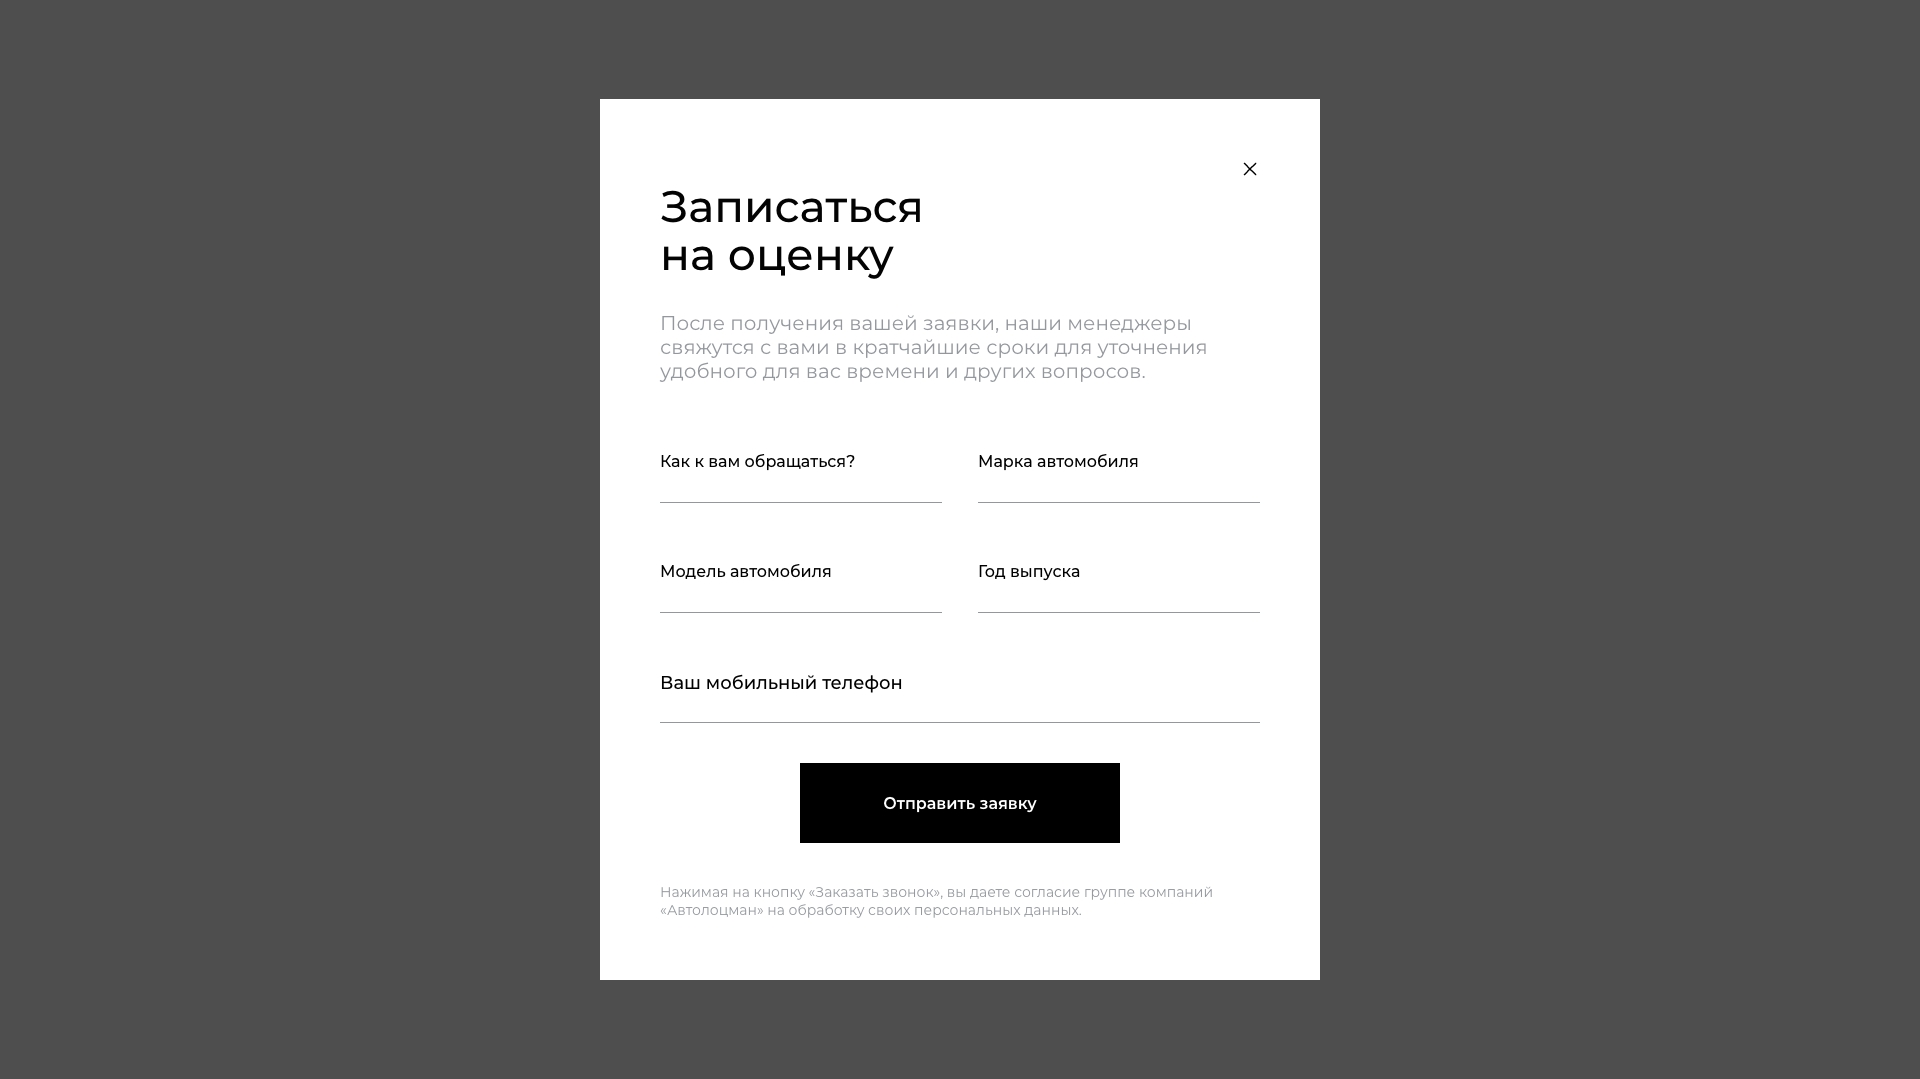 Записаться
на оценку
После получения вашей заявки, наши менеджеры
свяжутся с вами в кратчайшие сроки для уточнения
удобного для вас времени и других вопросов.
Как к вам обращаться?
Марка автомобиля
Модель автомобиля
Год выпуска
Ваш мобильный телефон
Отправить заявку
Нажимая на кнопку «Заказать звонок», вы даете согласие группе компаний
«Автолоцман» на обработку своих персональных данных.